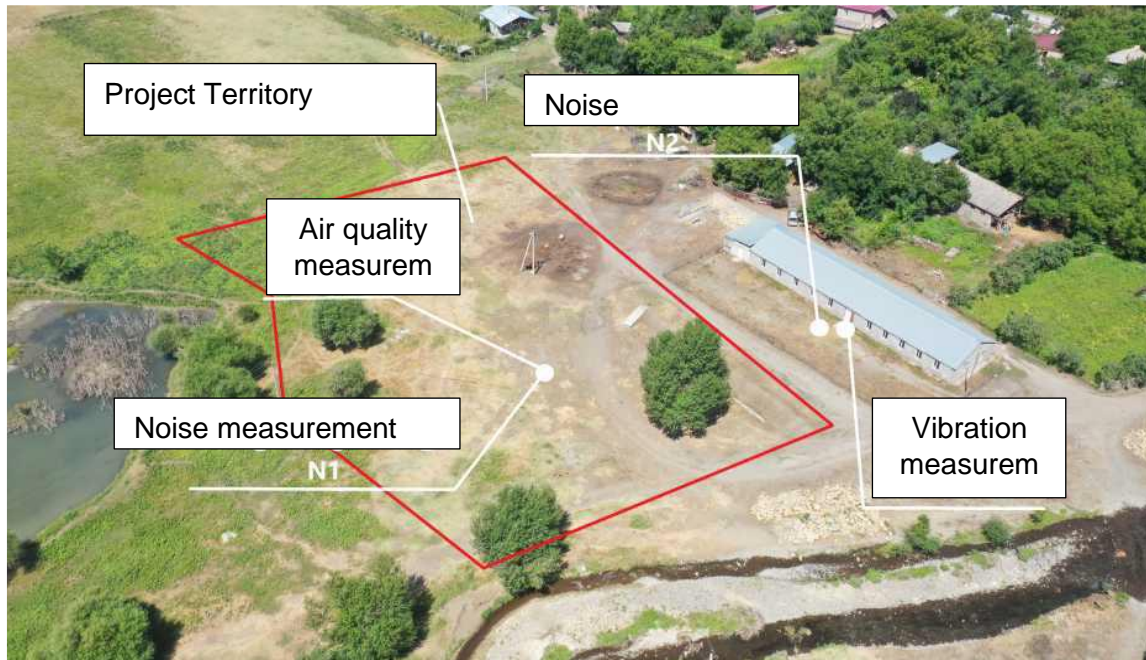 Project Territory
Noise
N2
Air quality
measurem
Noise measurement
N1
Vibration
measurem